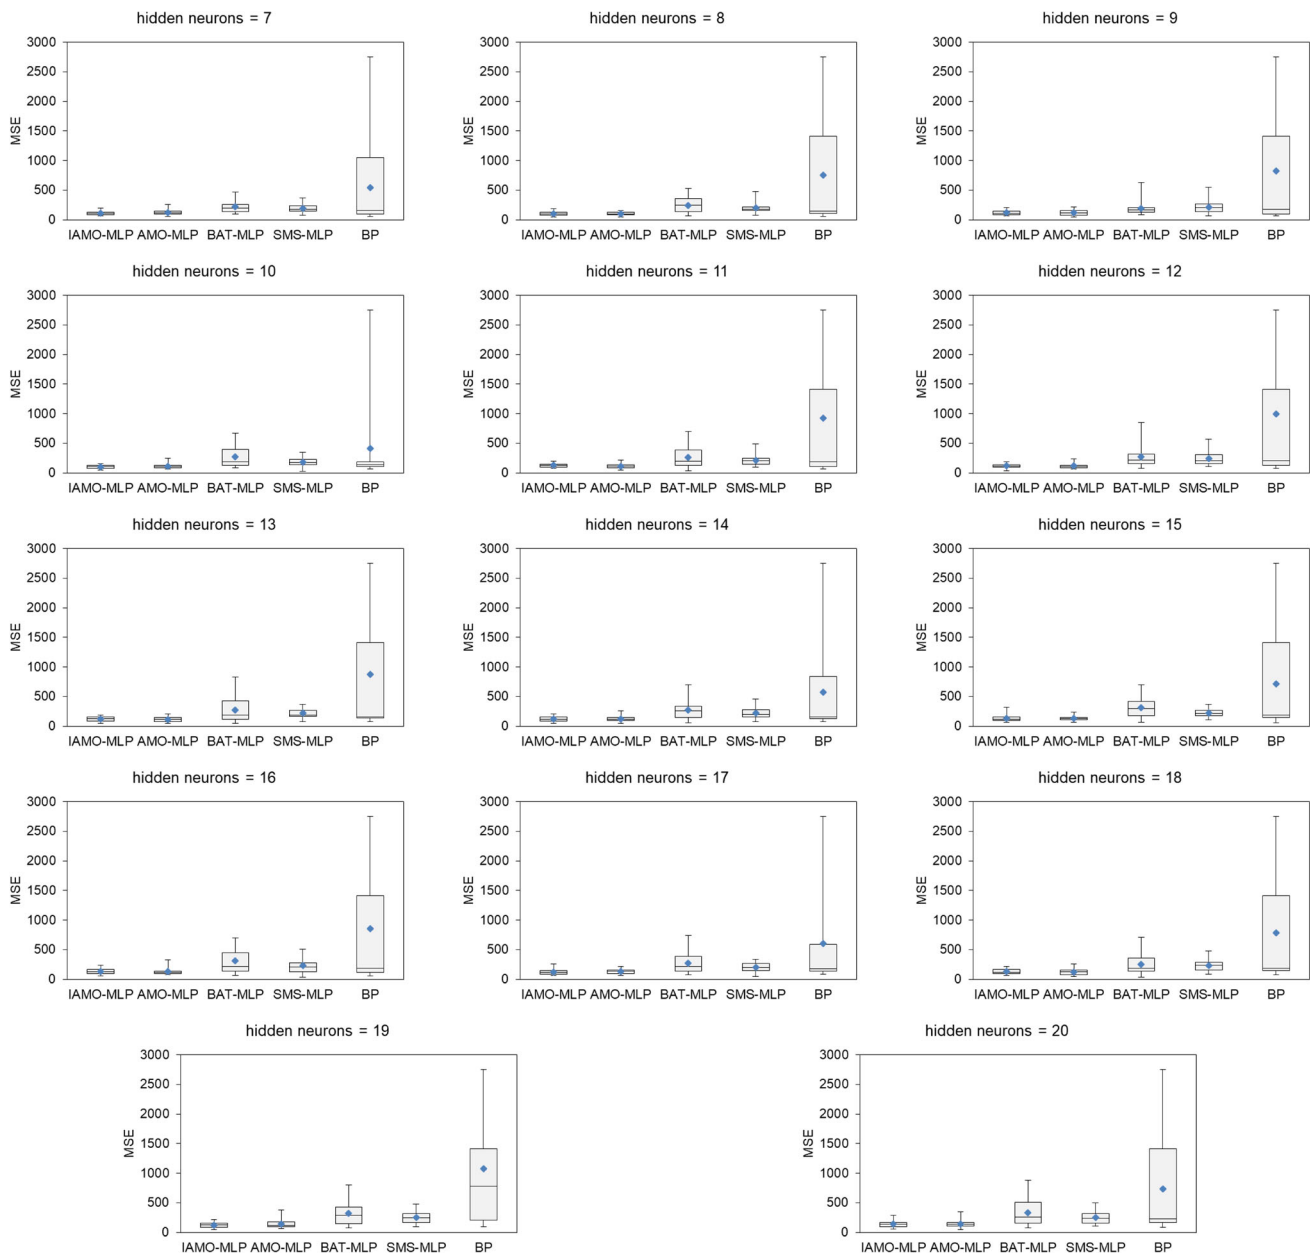 hidden neurons = 7
hidden neurons = 8
hidden neurons = 9
3000
2500
2000
1500
1000
500
0
MSE
IAMO-MLP AMO-MLP BAT-MLP SMS-MLP BP
3000
2500
2000
1500
1000
500
0
MSE
IAMO-MLP AMO-MLP BAT-MLP SMS-MLP BP
3000
2500
2000
1500
1000
500
0
MSE
IAMO-MLP AMO-MLP BAT-MLP SMS-MLP BP
hidden neurons = 10
hidden neurons = 11
hidden neurons = 12
3000
2500
2000
1500
1000
500
0
MSE
IAMO-MLP AMO-MLP BAT-MLP SMS-MLP BP
3000
2500
2000
1500
1000
500
0
MSE
IAMO-MLP AMO-MLP BAT-MLP SMS-MLP BP
3000
2500
2000
1500
1000
500
0
MSE
IAMO-MLP AMO-MLP BAT-MLP SMS-MLP BP
hidden neurons = 13
hidden neurons = 14
hidden neurons = 15
3000
2500
2000
1500
1000
500
0
MSE
IAMO-MLP AMO-MLP BAT-MLP SMS-MLP BP
3000
2500
2000
1500
1000
500
0
MSE
IAMO-MLP AMO-MLP BAT-MLP SMS-MLP BP
3000
2500
2000
1500
1000
500
0
MSE
IAMO-MLP AMO-MLP BAT-MLP SMS-MLP BP
hidden neurons = 16
hidden neurons = 17
hidden neurons = 18
3000
2500
2000
1500
1000
500
0
MSE
IAMO-MLP AMO-MLP BAT-MLP SMS-MLP BP
3000
2500
2000
1500
1000
500
0
MSE
IAMO-MLP AMO-MLP BAT-MLP SMS-MLP BP
3000
2500
2000
1500
1000
500
0
MSE
IAMO-MLP AMO-MLP BAT-MLP SMS-MLP BP
hidden neurons = 19
hidden neurons = 20
3000
2500
2000
1500
1000
500
0
MSE
IAMO-MLP AMO-MLP BAT-MLP SMS-MLP BP
3000
2500
2000
1500
1000
500
0
MSE
IAMO-MLP AMO-MLP BAT-MLP SMS-MLP BP